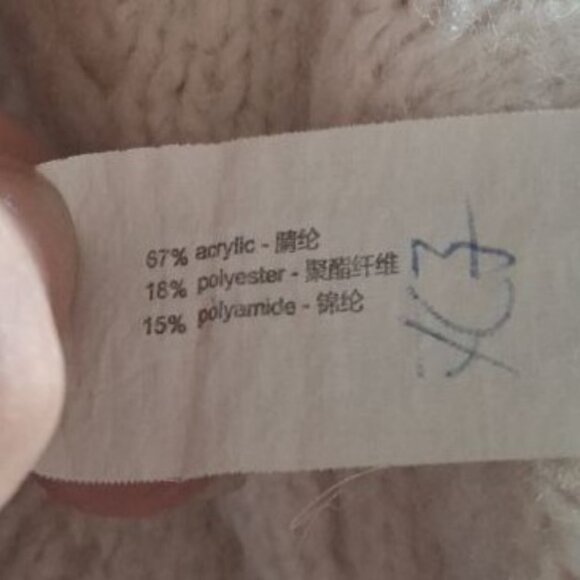 67% acrylic - 腈纶
18% polyester - 聚酯纤维
15% polyamide - 锦纶